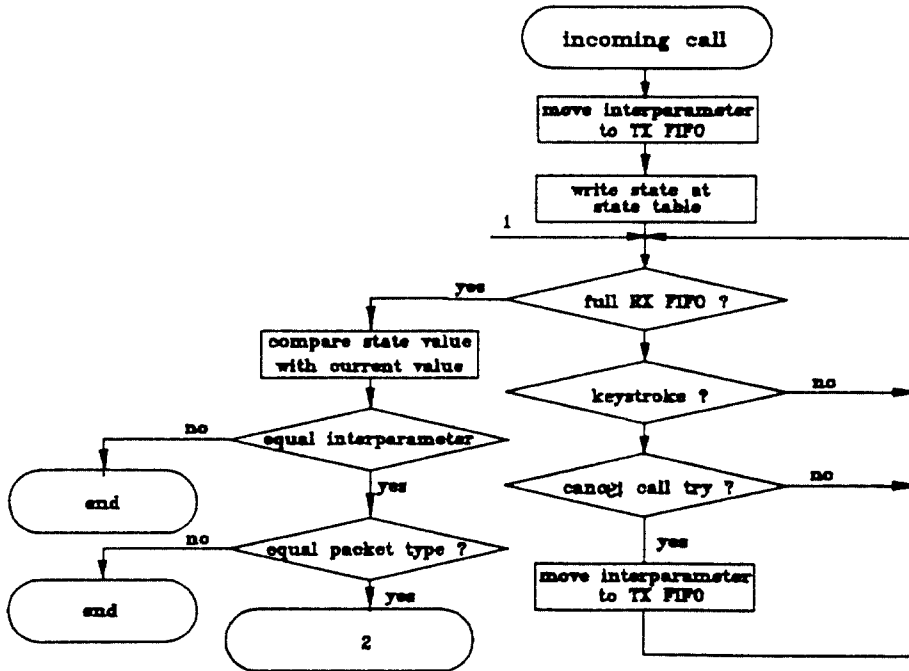 incoming call
move interparameter
to TX FIFO
write state at
state table
1
full RX FIFO ?
yes
compare state value
with current value
keystroke ?
no
equal interparameter
no
yes
end
cancel call try ?
no
yes
equal packet type ?
no
yes
end
move interparameter
to TX FIFO
2